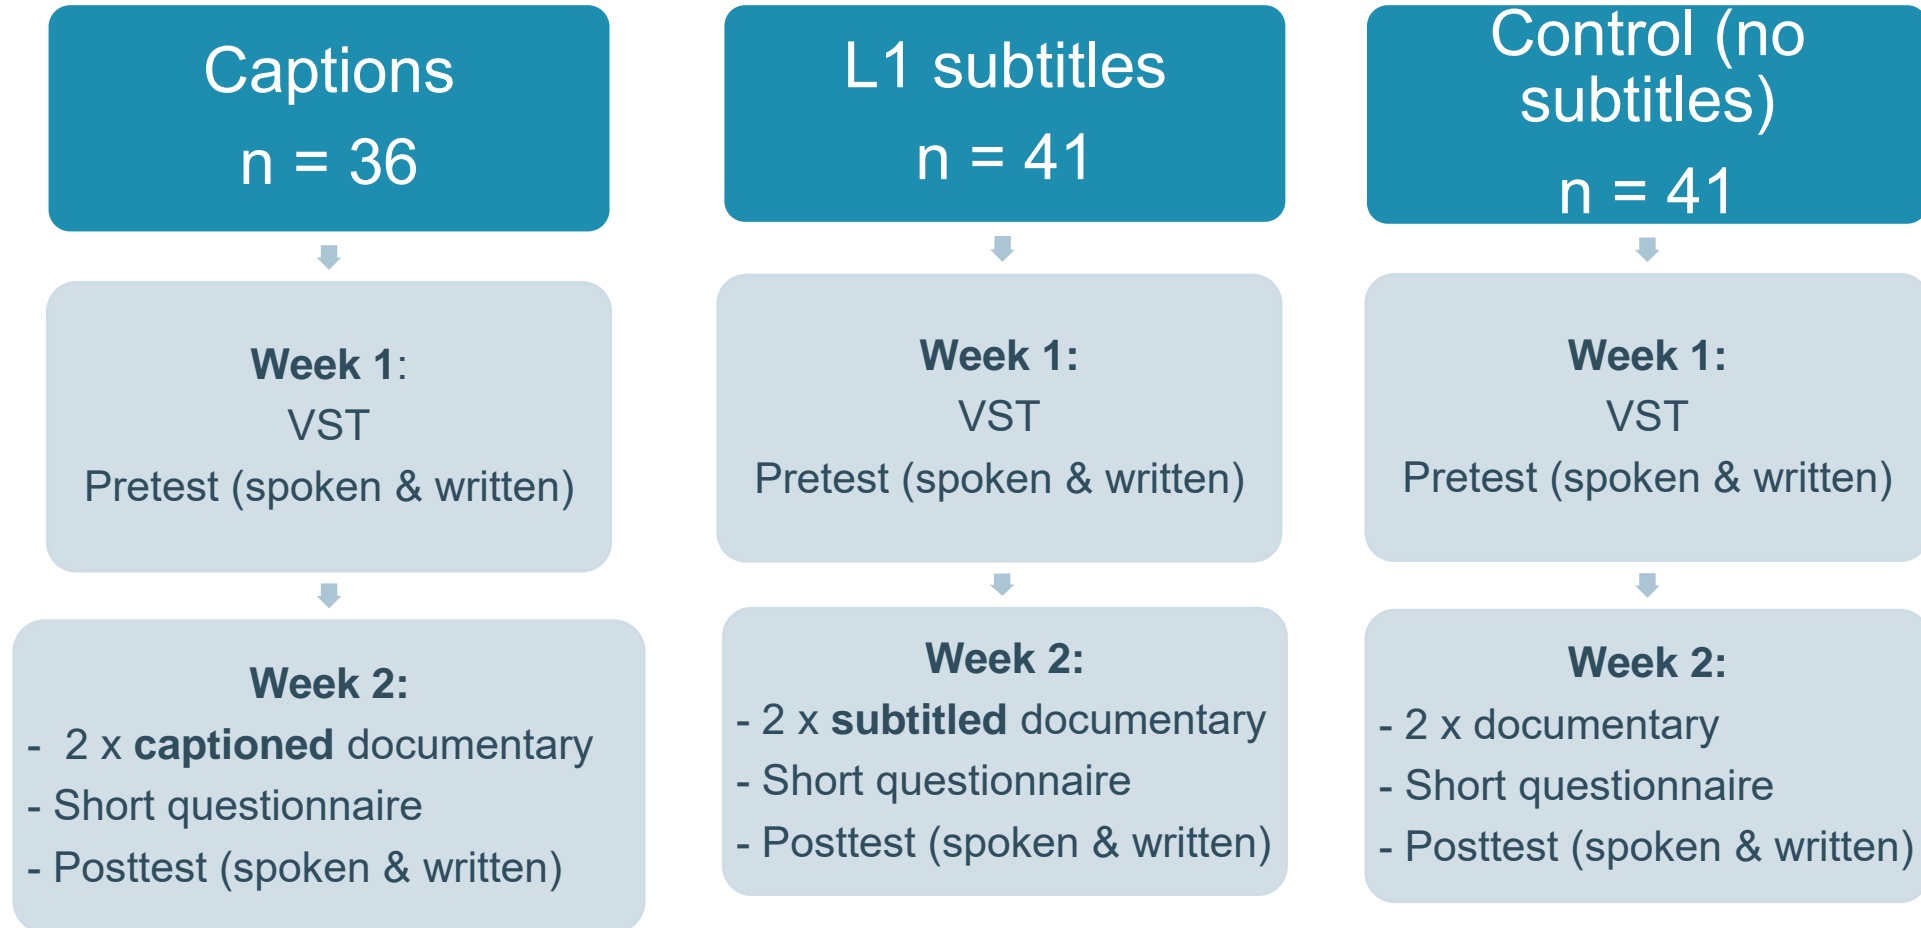 Captions
n = 36
Week 1:
VST
Pretest (spoken & written)
Week 2:
- 2 x captioned documentary
- Short questionnaire
- Posttest (spoken & written)
L1 subtitles
n = 41
Week 1:
VST
Pretest (spoken & written)
Week 2:
- 2 x subtitled documentary
- Short questionnaire
- Posttest (spoken & written)
Control (no
subtitles)
n = 41
Week 1:
VST
Pretest (spoken & written)
Week 2:
- 2 x documentary
- Short questionnaire
- Posttest (spoken & written)